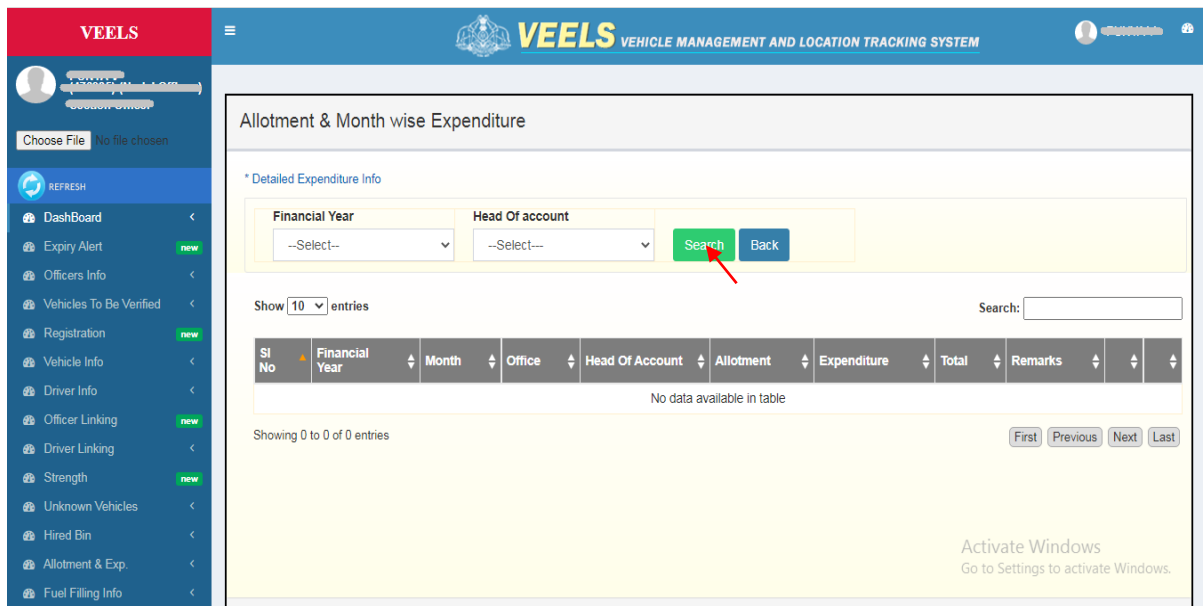 VEELS
VEELS VEHICLE MANAGEMENT AND LOCATION TRACKING SYSTEM
Choose File No file chosen
REFRESH
DashBoard
Expiry Alert new
Officers Info
Vehicles To Be Verified
Registration new
Vehicle Info
Driver Info
Officer Linking new
Driver Linking
Strength new
Unknown Vehicles
Hired Bin
Allotment & Exp.
Fuel Filling Info
Allotment & Month wise Expenditure
* Detailed Expenditure Info
Financial Year Head Of account
--Select-- --Select--- Search Back
Show 10 entries Search:
Sl No Financial Year Month Office Head Of Account Allotment Expenditure Total Remarks
No data available in table
Showing 0 to 0 of 0 entries First Previous Next Last
Activate Windows
Go to Settings to activate Windows.